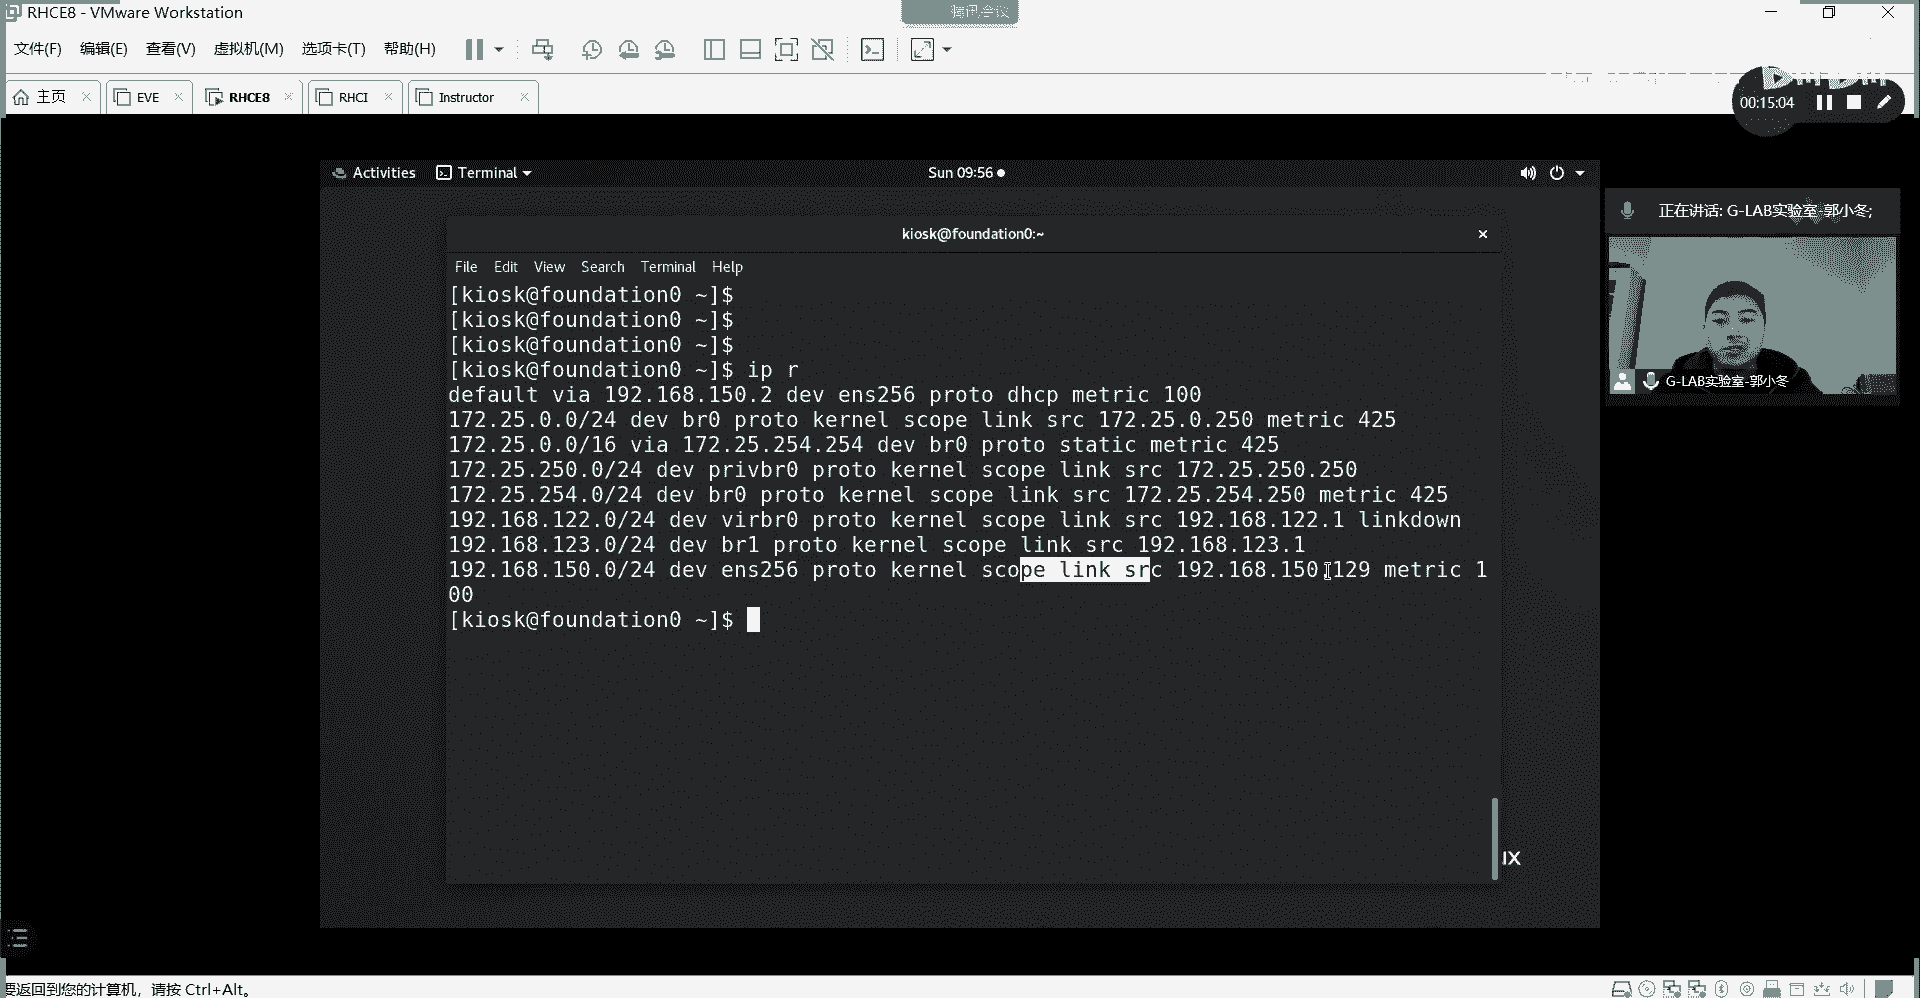 RHCE8 - VMware Workstation
腾讯会议
文件(F) 编辑(E) 查看(V) 虚拟机(M) 选项卡(T) 帮助(H)
主页 EVE RHCE8 RHCI Instructor
00:15:04
Activities Terminal Sun 09:56
正在讲话: G-LAB实验室-郭小冬;
kiosk@foundation0:~
File Edit View Search Terminal Help
[kiosk@foundation0 ~]$
[kiosk@foundation0 ~]$
[kiosk@foundation0 ~]$
[kiosk@foundation0 ~]$ ip r
default via 192.168.150.2 dev ens256 proto dhcp metric 100
172.25.0.0/24 dev br0 proto kernel scope link src 172.25.0.250 metric 425
172.25.0.0/16 via 172.25.254.254 dev br0 proto static metric 425
172.25.250.0/24 dev privbr0 proto kernel scope link src 172.25.250.250
172.25.254.0/24 dev br0 proto kernel scope link src 172.25.254.250 metric 425
192.168.122.0/24 dev virbr0 proto kernel scope link src 192.168.122.1 linkdown
192.168.123.0/24 dev br1 proto kernel scope link src 192.168.123.1
192.168.150.0/24 dev ens256 proto kernel scope link src 192.168.150.129 metric 1
00
[kiosk@foundation0 ~]$
G-LAB实验室-郭小冬
IX
要返回到您的计算机，请按 Ctrl+Alt。